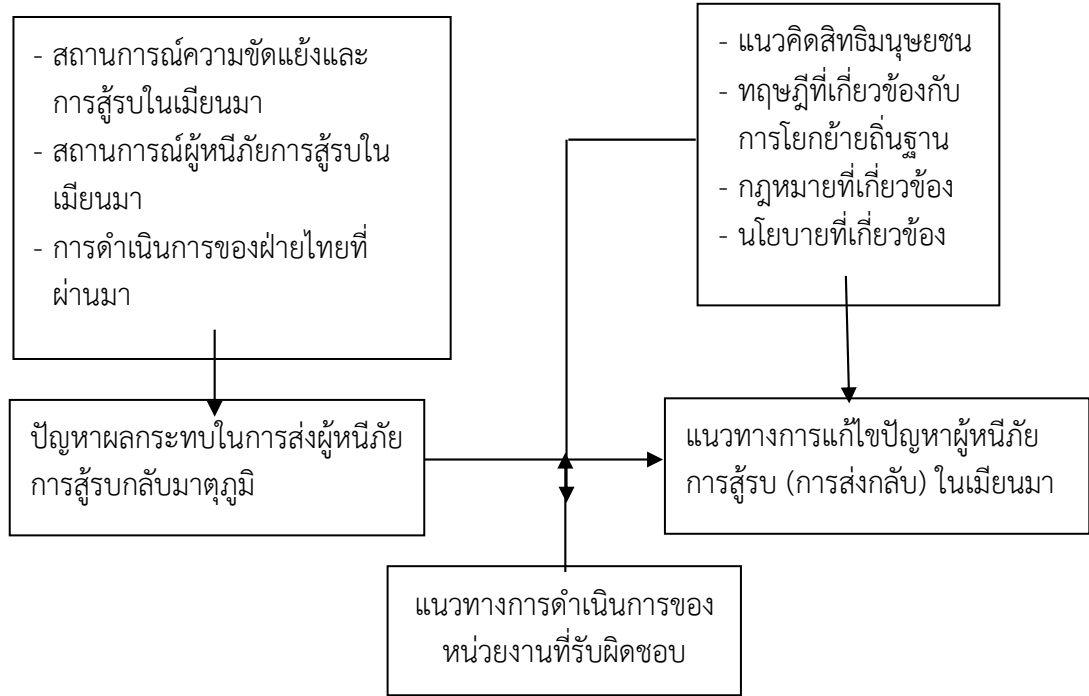 - สถานการณ์ความขัดแย้งและ
การสู้รบในเมียนมา
- สถานการณ์ผู้หนีภัยการสู้รบใน
เมียนมา
- การดำเนินการของฝ่ายไทยที่
ผ่านมา
- แนวคิดสิทธิมนุษยชน
- ทฤษฎีที่เกี่ยวข้องกับ
การโยกย้ายถิ่นฐาน
- กฎหมายที่เกี่ยวข้อง
- นโยบายที่เกี่ยวข้อง
ปัญหาผลกระทบในการส่งผู้หนีภัย
การสู้รบกลับมาตุภูมิ
แนวทางการแก้ไขปัญหาผู้หนีภัย
การสู้รบ (การส่งกลับ) ในเมียนมา
แนวทางการดำเนินการของ
หน่วยงานที่รับผิดชอบ